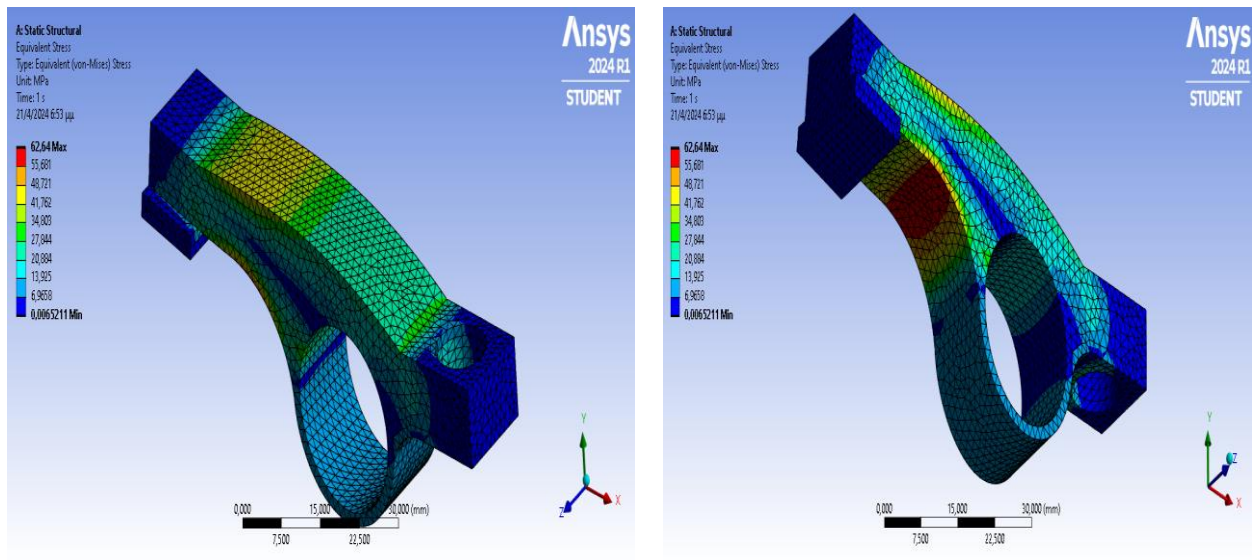 A: Static Structural
Equivalent Stress
Type: Equivalent (von-Mises) Stress
Unit: MPa
Time: 1 s
21/4/2024 6:53 μμ
62,64 Max
55,681
48,721
41,762
34,803
27,844
20,884
13,925
6,9658
0,0065211 Min
Ansys
2024 R1
STUDENT
Y
X
Z
0,000
15,000
30,000 (mm)
7,500
22,500
A: Static Structural
Equivalent Stress
Type: Equivalent (von-Mises) Stress
Unit: MPa
Time: 1 s
21/4/2024 6:53 μμ
62,64 Max
55,681
48,721
41,762
34,803
27,844
20,884
13,925
6,9658
0,0065211 Min
Ansys
2024 R1
STUDENT
Y
Z
X
0,000
15,000
30,000 (mm)
7,500
22,500